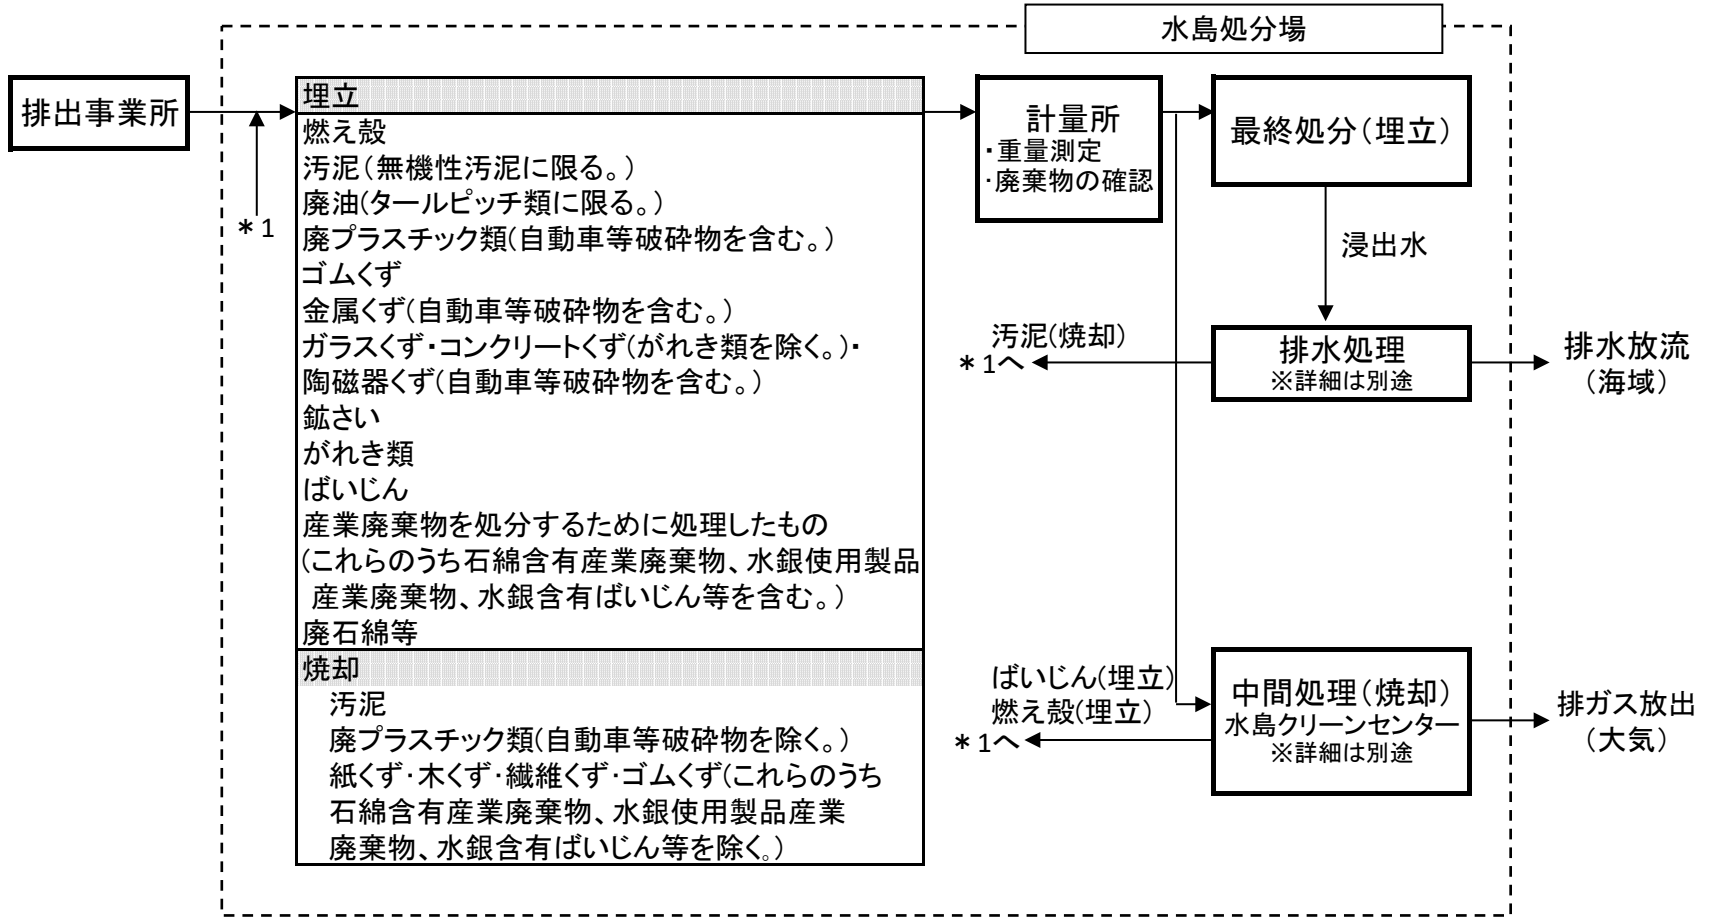 水島処分場
排出事業所
*1
埋立
燃え殻
汚泥(無機性汚泥に限る。)
廃油(タールピッチ類に限る。)
廃プラスチック類(自動車等破砕物を含む。)
ゴムくず
金属くず(自動車等破砕物を含む。)
ガラスくず・コンクリートくず(がれき類を除く。)・
陶磁器くず(自動車等破砕物を含む。)
鉱さい
がれき類
ばいじん
産業廃棄物を処分するために処理したもの
(これらのうち石綿含有産業廃棄物、水銀使用製品
産業廃棄物、水銀含有ばいじん等を含む。)
廃石綿等
焼却
汚泥
廃プラスチック類(自動車等破砕物を除く。)
紙くず・木くず・繊維くず・ゴムくず(これらのうち
石綿含有産業廃棄物、水銀使用製品産業
廃棄物、水銀含有ばいじん等を除く。)
計量所
・重量測定
・廃棄物の確認
最終処分(埋立)
浸出水
汚泥(焼却)
*1へ
排水処理
※詳細は別途
排水放流
(海域)
ばいじん(埋立)
燃え殻(埋立)
*1へ
中間処理(焼却)
水島クリーンセンター
※詳細は別途
排ガス放出
(大気)